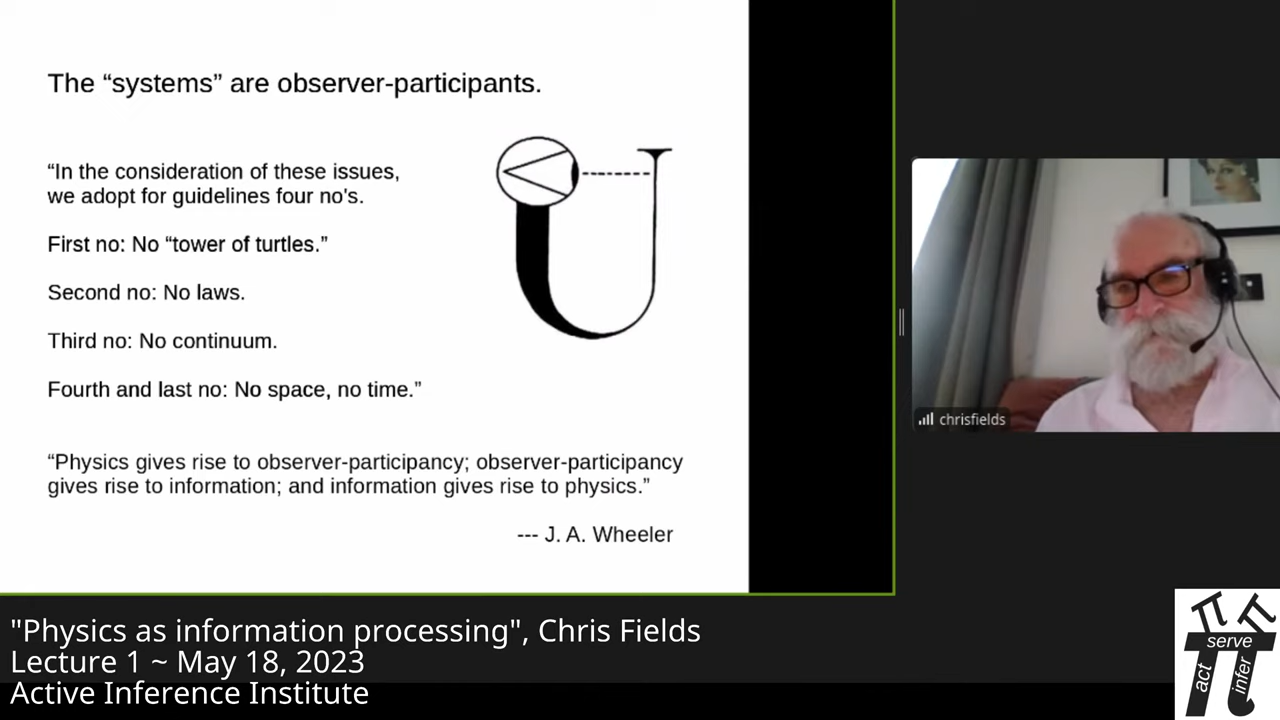 The “systems” are observer-participants.
“In the consideration of these issues,
we adopt for guidelines four no's.
First no: No “tower of turtles.”
Second no: No laws.
Third no: No continuum.
Fourth and last no: No space, no time.”
“Physics gives rise to observer-participancy; observer-participancy
gives rise to information; and information gives rise to physics.”
--- J. A. Wheeler
chrisfields
"Physics as information processing", Chris Fields
Lecture 1 ~ May 18, 2023
Active Inference Institute
serve
act
infer